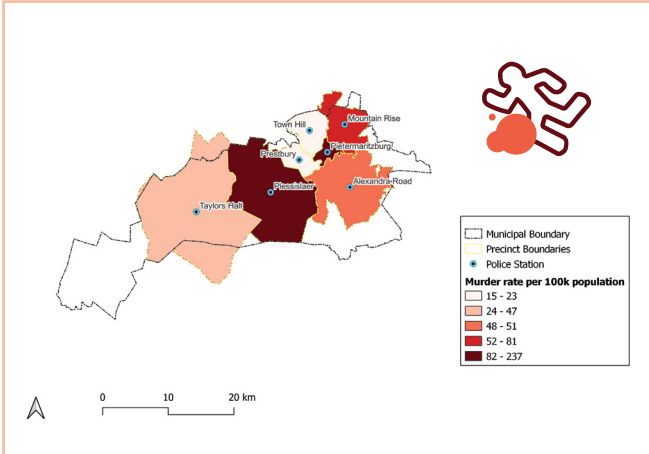 Town Hill
Mountain Rise
Pietermaritzburg
Prestbury
Plessislaer
Alexandra Road
Taylors Halt
Municipal Boundary
Precinct Boundaries
Police Station
Murder rate per 100k population
15 - 23
24 - 47
48 - 51
52 - 81
82 - 237
0 10 20 km